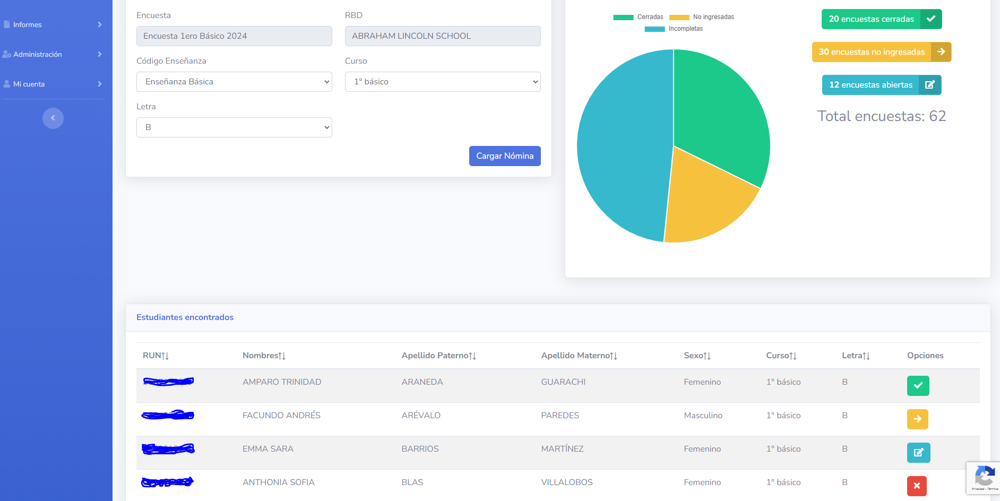 Informes
Administración
Mi cuenta
Encuesta
RBD
Encuesta 1ero Básico 2024
ABRAHAM LINCOLN SCHOOL
Código Enseñanza
Curso
Enseñanza Básica
1° básico
Letra
B
Cargar Nómina
Cerradas No ingresadas
Incompletas
20 encuestas cerradas
30 encuestas no ingresadas
12 encuestas abiertas
Total encuestas: 62
Estudiantes encontrados
RUN Nombres Apellido Paterno Apellido Materno Sexo Curso Letra Opciones
AMPARO TRINIDAD ARANEDA GUARACHI Femenino 1° básico B
FACUNDO ANDRÉS ARÉVALO PAREDES Masculino 1° básico B
EMMA SARA BARRIOS MARTÍNEZ Femenino 1° básico B
ANTHONIA SOFIA BLAS VILLALOBOS Femenino 1° básico B
Privacidad - Términos